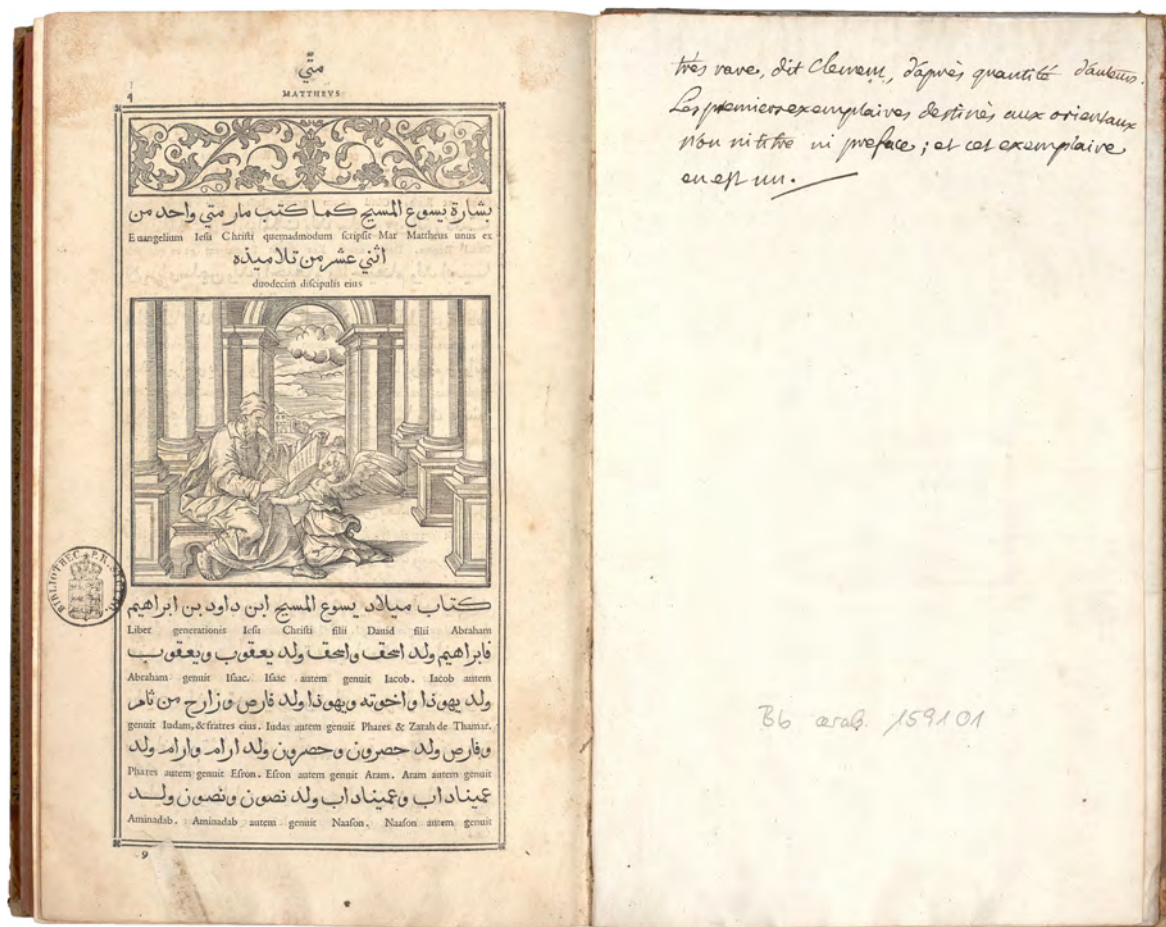 متّي
MATTHEVS
٩
بشارة يسوع المسيح كما كتب مار متي واحد من
Euangelium Iesu Christi quemadmodum scripsit Mar Mattheus unus ex
اثني عشر من تلاميذه
duodecim discipulis eius
كتاب ميلاد يسوع المسيح ابن داود بن ابراهيم
Liber generationis Iesu Christi filii Dauid filii Abraham
فابراهيم ولد اسحق واسحق ولد يعقوب ويعقوب
Abraham genuit Isaac. Isaac autem genuit Iacob. Iacob autem
ولد يهوذا واخوته ويهوذا ولد فارص وزارح من ثامر
genuit Iudam, & fratres eius. Iudas autem genuit Phares & Zarah de Thamar.
وفارص ولد حصرون وحصرون ولد ارام وارام ولد
Phares autem genuit Esron. Esron autem genuit Aram. Aram autem genuit
عميناداب وعميناداب ولد نصون ونصون ولد
Aminadab. Aminadab autem genuit Naason. Naason autem genuit
9
très rare, dit Clement, d'après quantité d'auteurs.
Les premiers exemplaires destinés aux orientaux
n'on ni titre ni preface; et cet exemplaire
en est un.
Bb arab. 159101